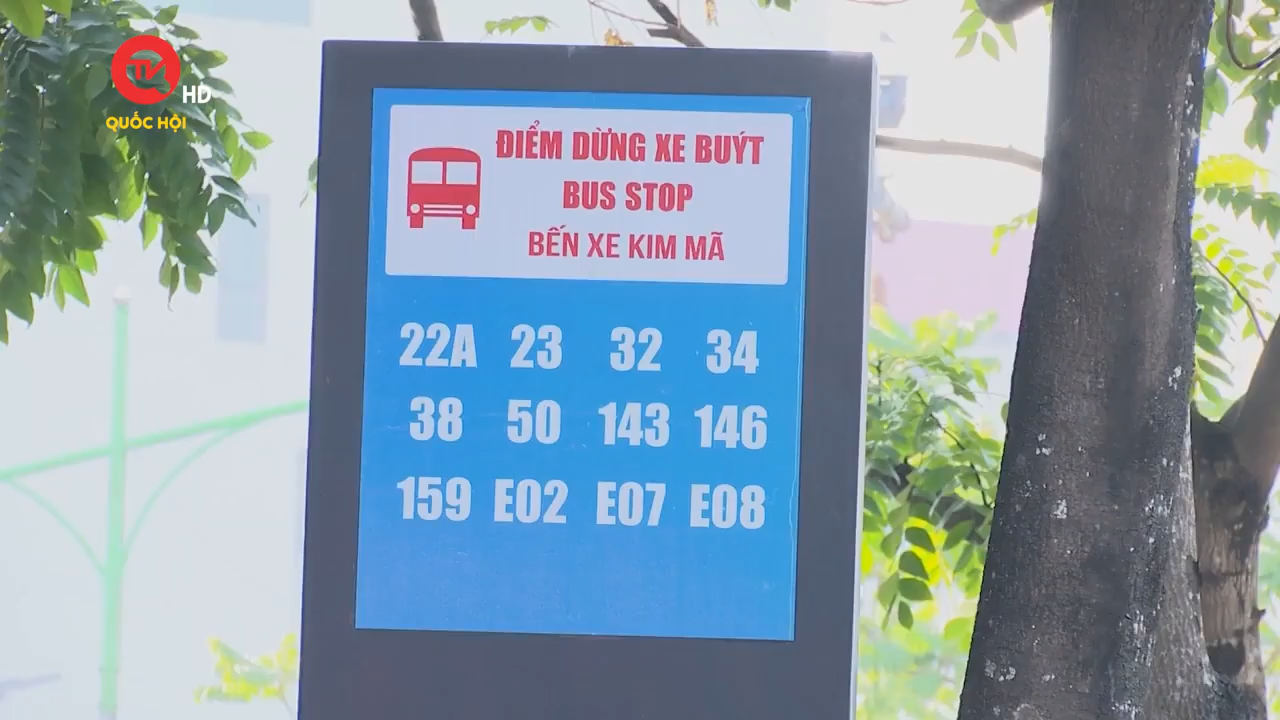 TV
HD
QUỐC HỘI
ĐIỂM DỪNG XE BUÝT
BUS STOP
BẾN XE KIM MÃ
22A 23 32 34
38 50 143 146
159 E02 E07 E08